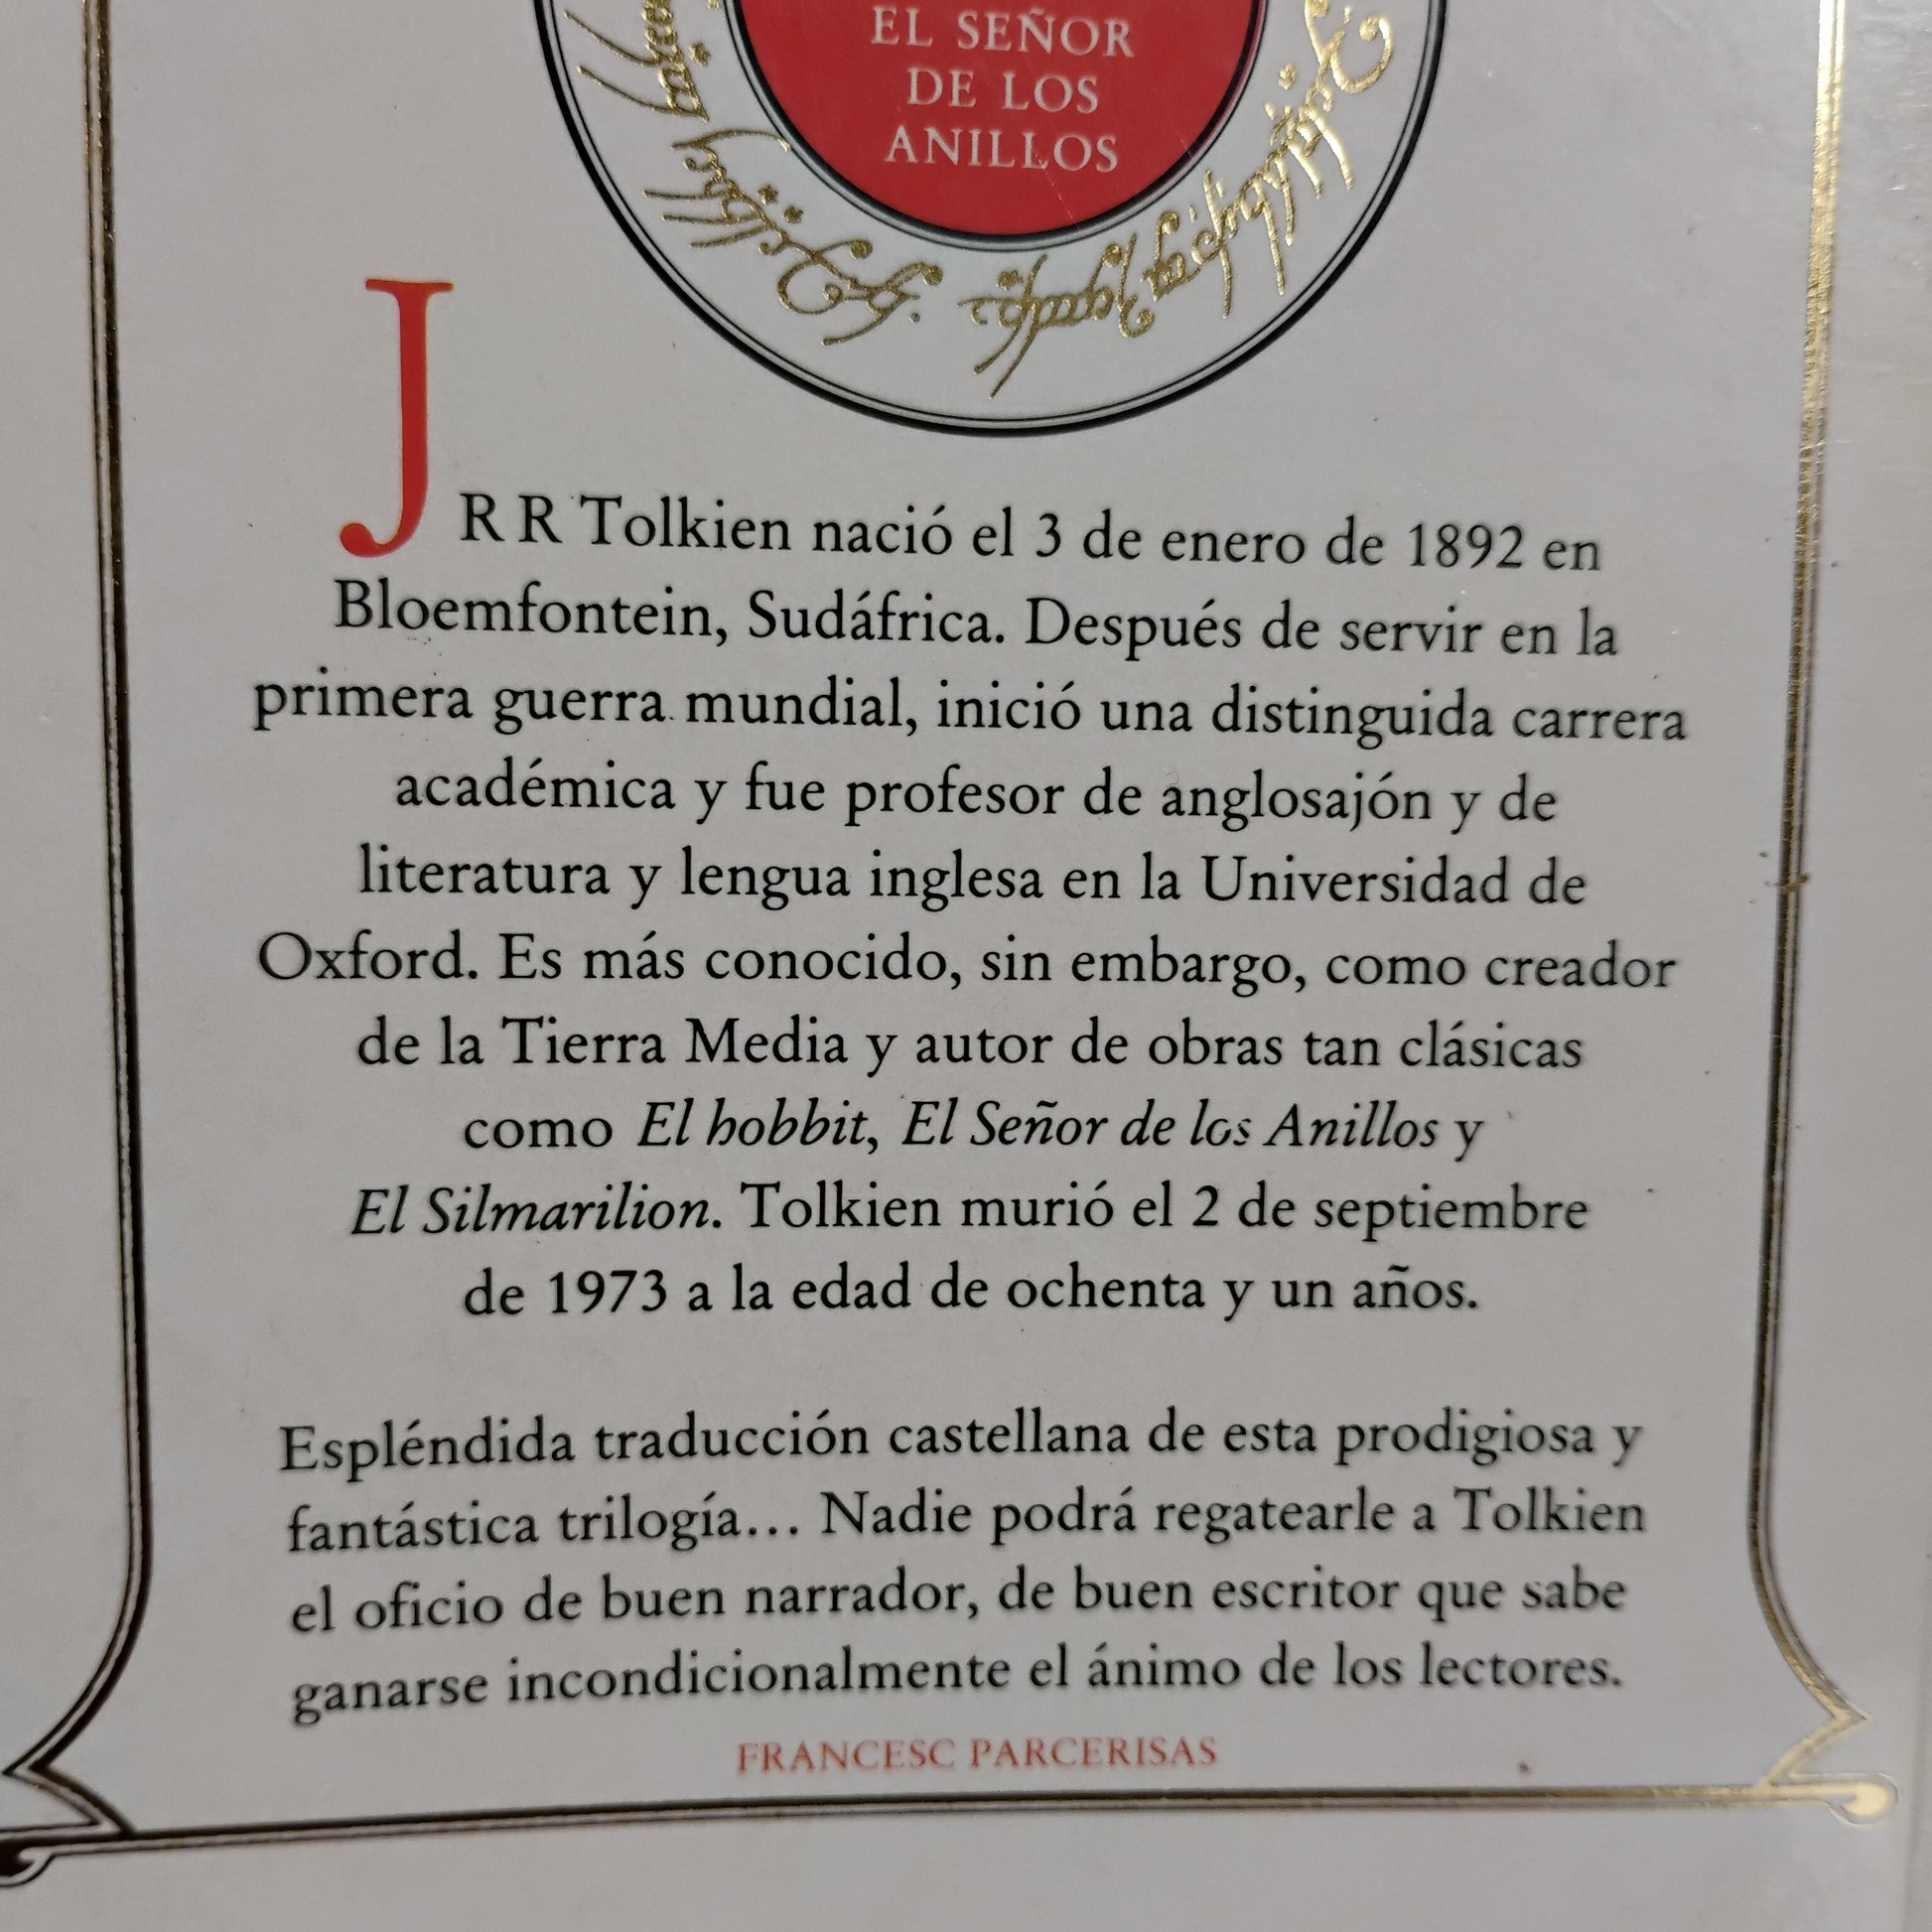 EL SEÑOR
DE LOS
ANILLOS
J R R Tolkien nació el 3 de enero de 1892 en
Bloemfontein, Sudáfrica. Después de servir en la
primera guerra mundial, inició una distinguida carrera
académica y fue profesor de anglosajón y de
literatura y lengua inglesa en la Universidad de
Oxford. Es más conocido, sin embargo, como creador
de la Tierra Media y autor de obras tan clásicas
como El hobbit, El Señor de los Anillos y
El Silmarilion. Tolkien murió el 2 de septiembre
de 1973 a la edad de ochenta y un años.
Espléndida traducción castellana de esta prodigiosa y
fantástica trilogía... Nadie podrá regatearle a Tolkien
el oficio de buen narrador, de buen escritor que sabe
ganarse incondicionalmente el ánimo de los lectores.
FRANCESC PARCERISAS